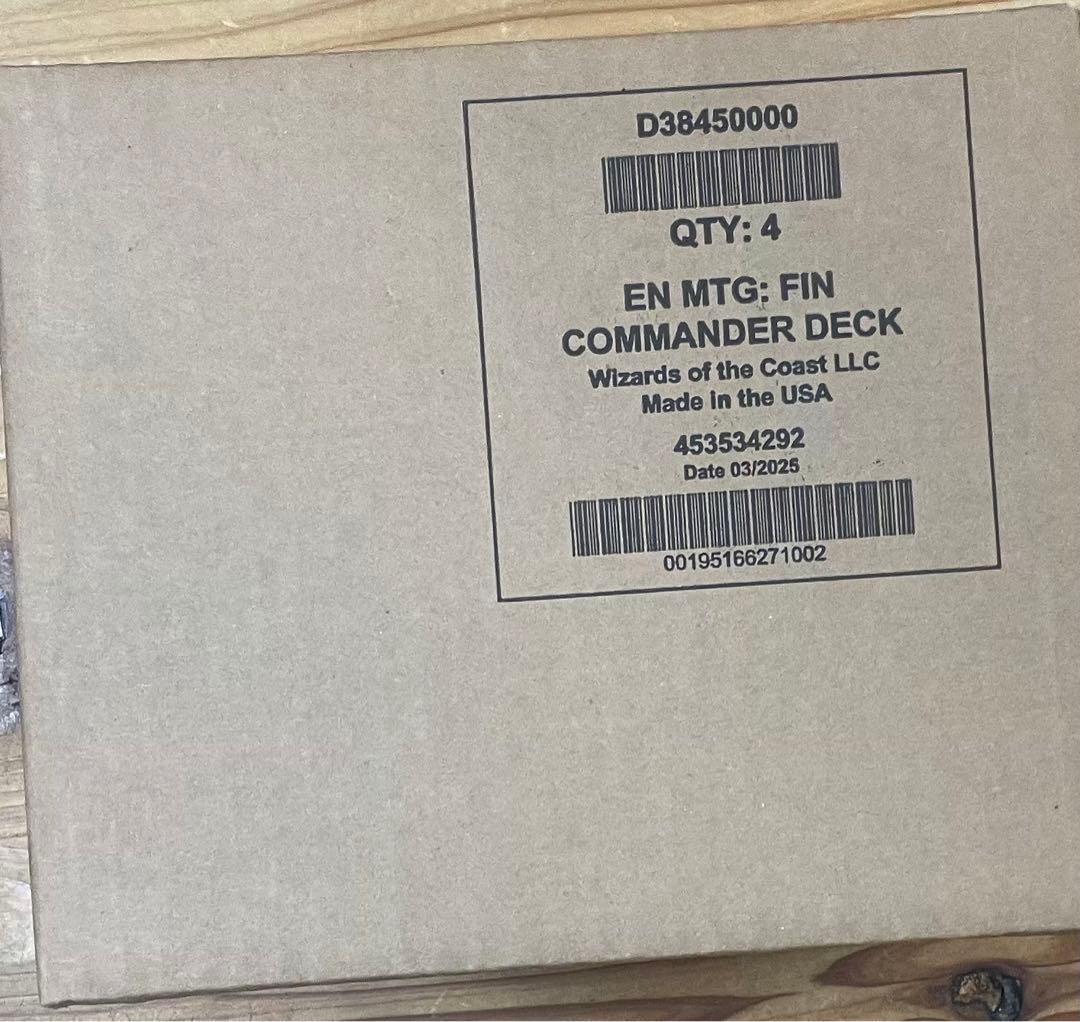 D38450000
QTY: 4
EN MTG: FIN
COMMANDER DECK
Wizards of the Coast LLC
Made in the USA
453534292
Date 03/2025
00195166271002